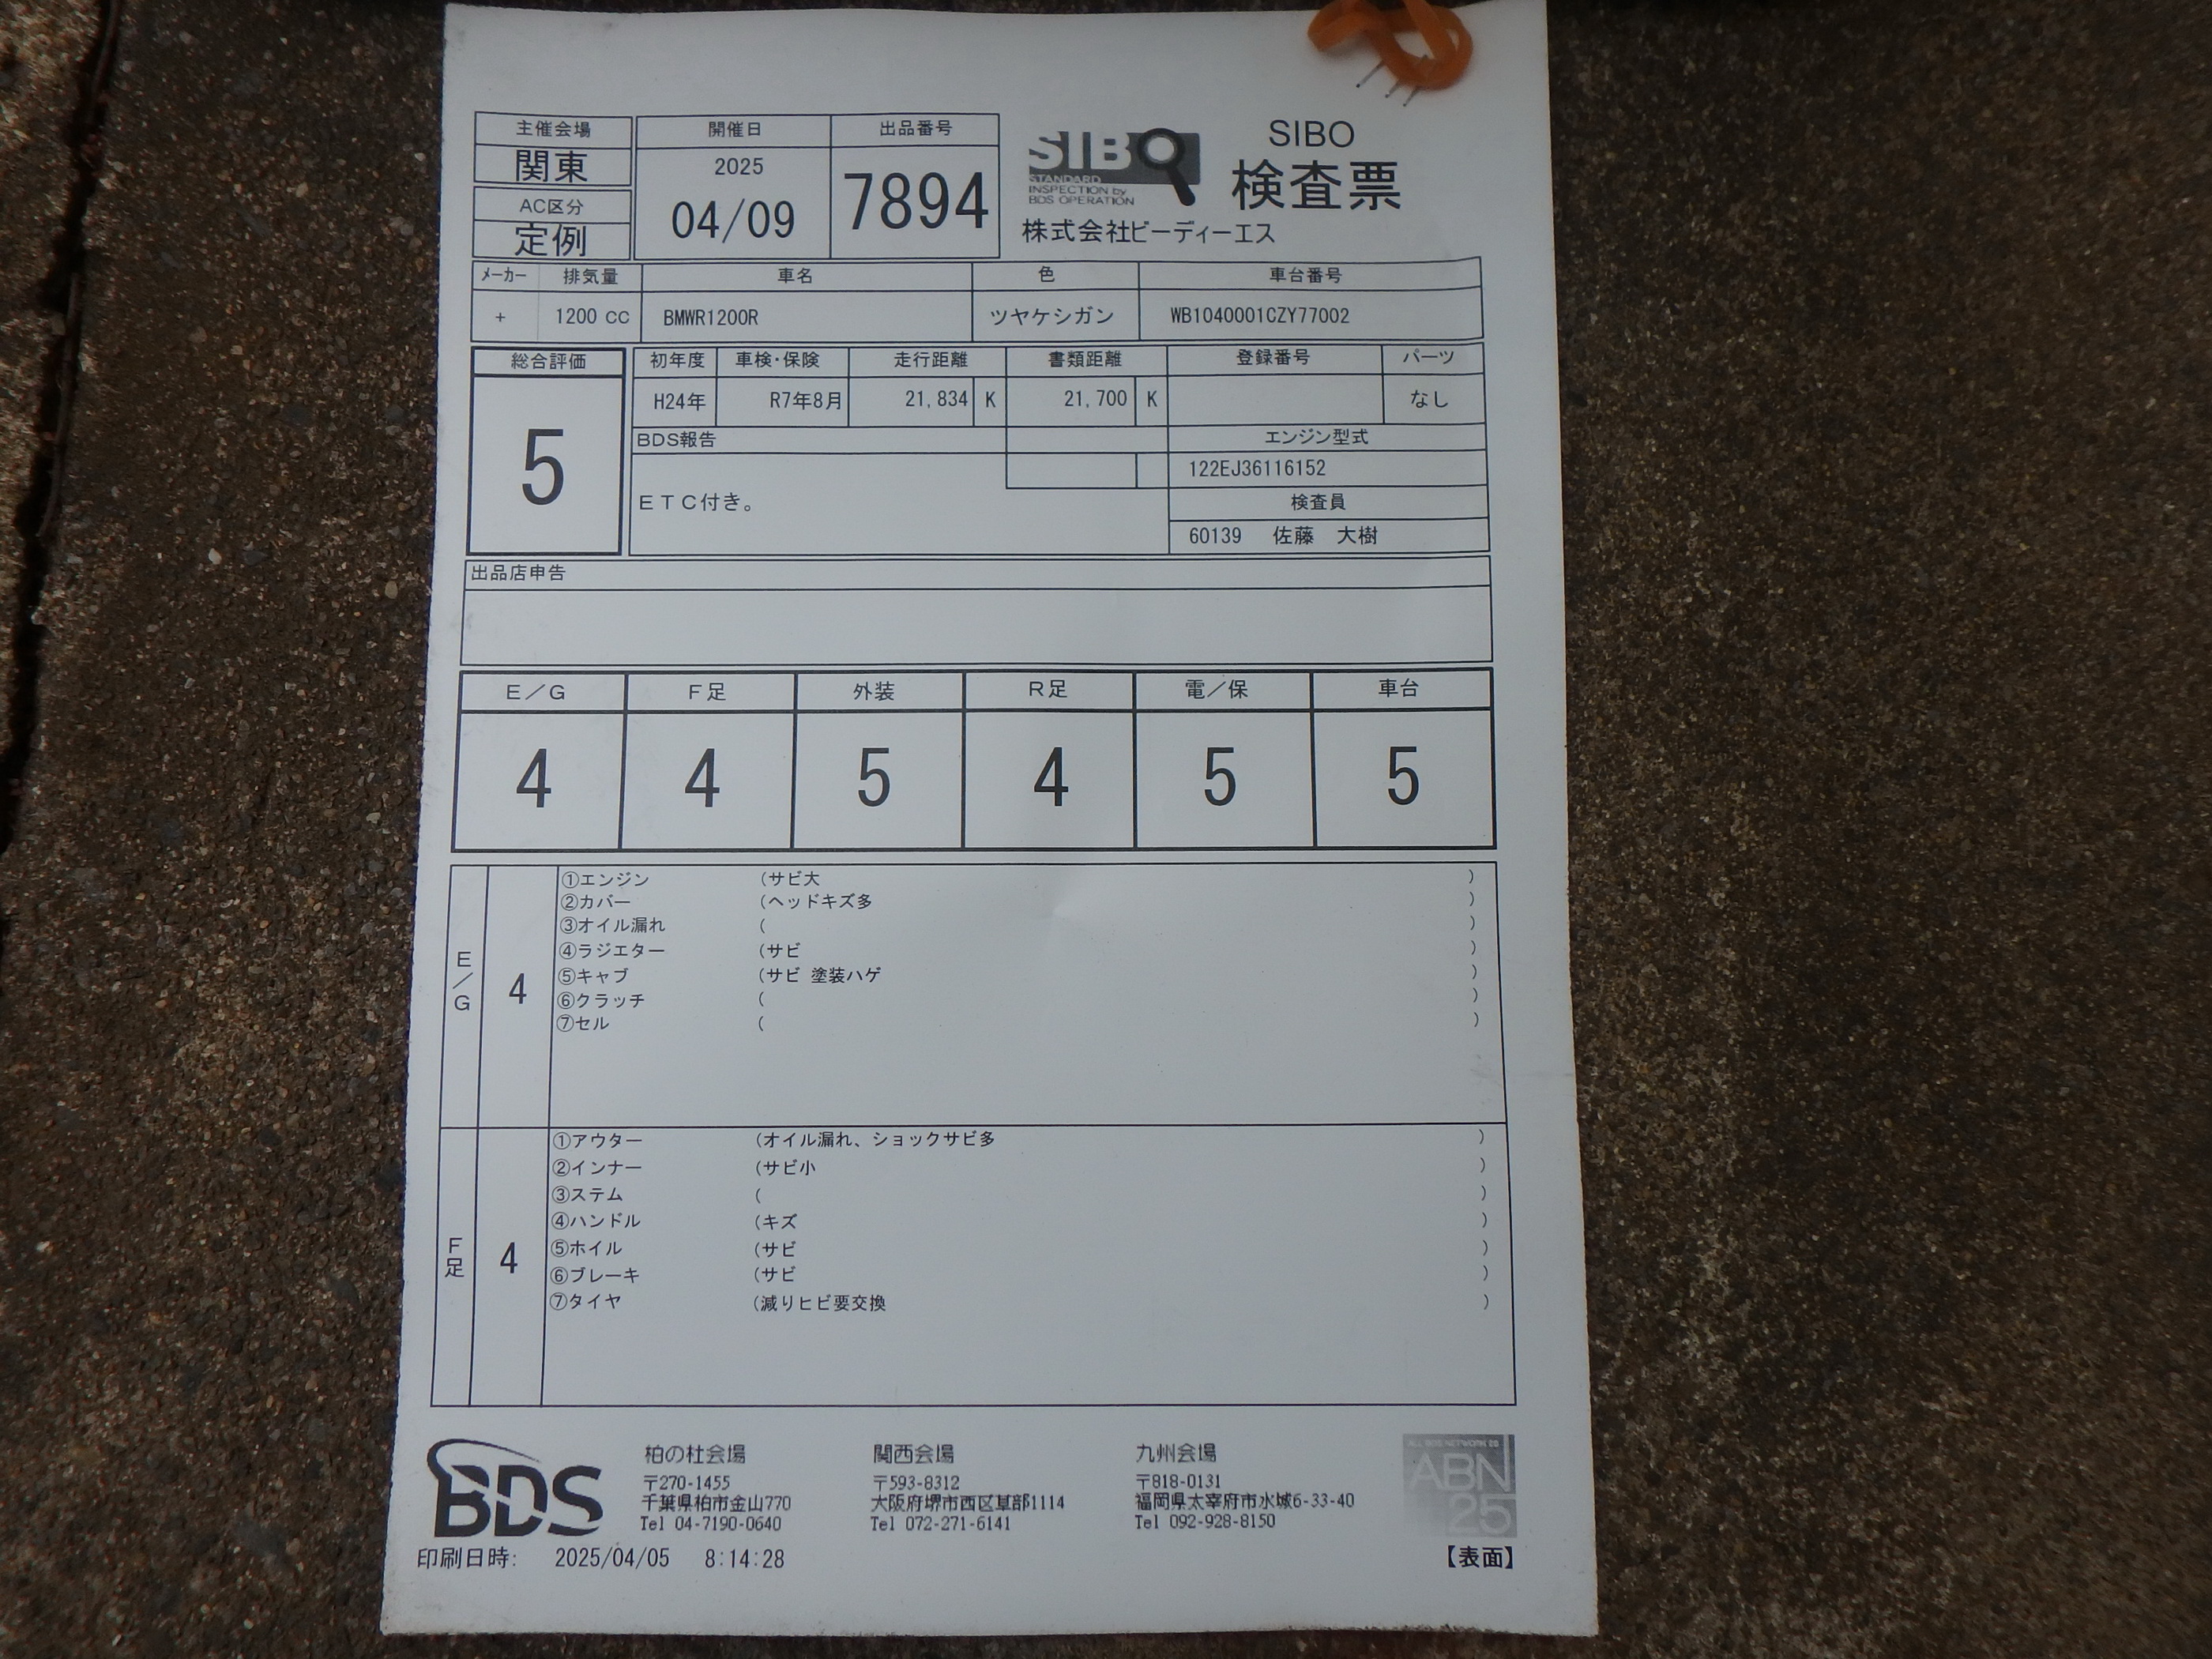 主催会場
関東
AC区分
定例
開催日
2025
04/09
出品番号
7894
SIBO
STANDARD
INSPECTION by
BDS OPERATION
SIBO
検査票
株式会社ビーディーエス
メーカー 排気量 車名 色 車台番号
+ 1200 CC BMWR1200R ツヤケシガン WB1040001CZY77002
総合評価
5
初年度 車検・保険 走行距離 書類距離 登録番号 パーツ
H24年 R7年8月 21,834 K 21,700 K なし
BDS報告
ETC付き。
エンジン型式
122EJ36116152
検査員
60139 佐藤 大樹
出品店申告
E/G F足 外装 R足 電/保 車台
4 4 5 4 5 5
E/G 4
①エンジン (サビ大 )
②カバー (ヘッドキズ多 )
③オイル漏れ ( )
④ラジエター (サビ )
⑤キャブ (サビ 塗装ハゲ )
⑥クラッチ ( )
⑦セル ( )
F足 4
①アウター (オイル漏れ、ショックサビ多 )
②インナー (サビ小 )
③ステム ( )
④ハンドル (キズ )
⑤ホイル (サビ )
⑥ブレーキ (サビ )
⑦タイヤ (減りヒビ要交換 )
BDS
柏の杜会場
〒270-1455
千葉県柏市金山770
Tel 04-7190-0640
関西会場
〒593-8312
大阪府堺市西区草部1114
Tel 072-271-6141
九州会場
〒818-0131
福岡県太宰府市水城6-33-40
Tel 092-928-8150
ABN
25
印刷日時: 2025/04/05 8:14:28
【表面】